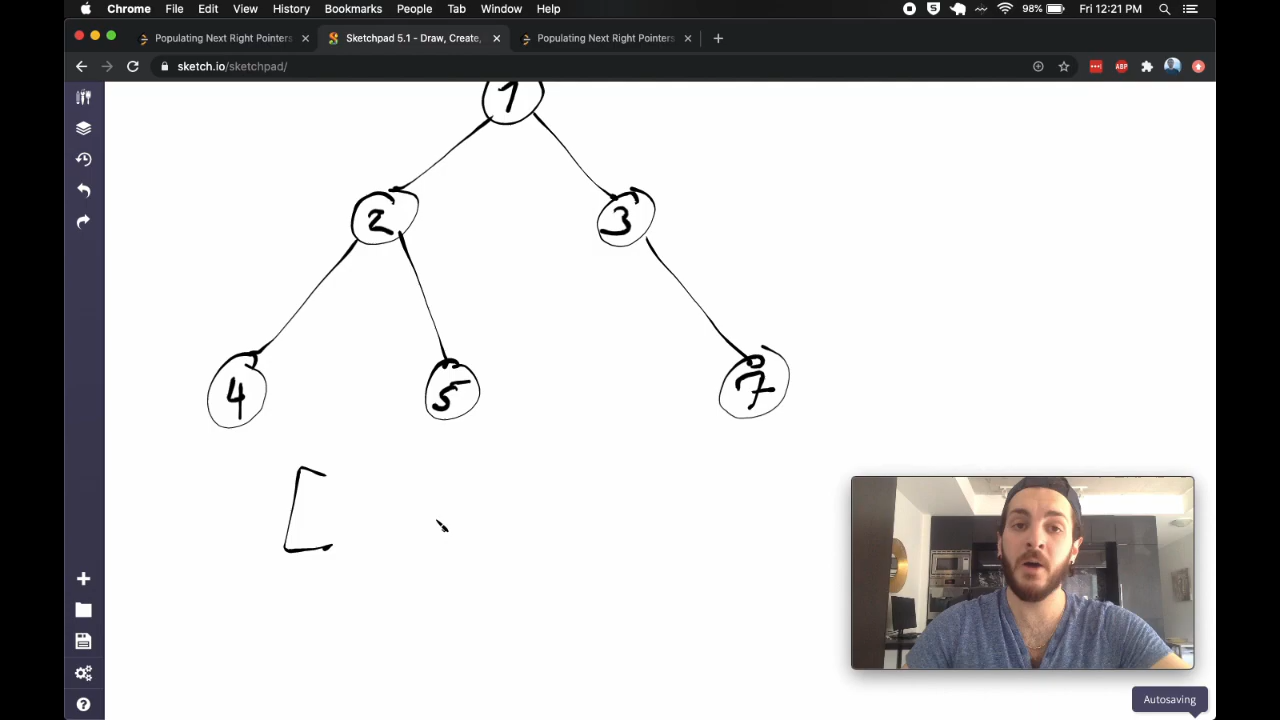 Chrome File Edit View History Bookmarks People Tab Window Help 98% Fri 12:21 PM
Populating Next Right Pointers Sketchpad 5.1 - Draw, Create, Populating Next Right Pointers
sketch.io/sketchpad/
ABP
1
2 3
4 5 7
[
Autosaving